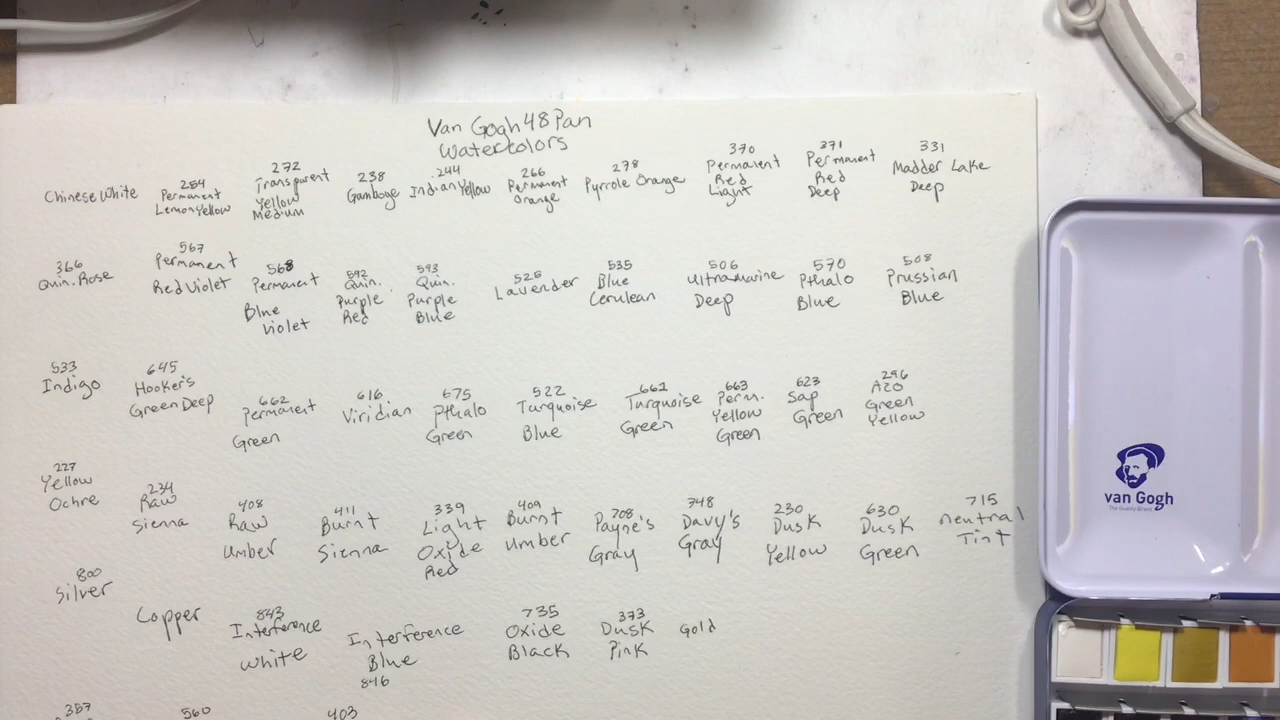 Van Gogh 48 Pan
Watercolors
Chinese White
284
Permanent
Lemon Yellow
272
Transparent
Yellow
Medium
238
Gamboge
244
Indian Yellow
266
Permanent
Orange
278
Pyrrole Orange
370
Permanent
Red
Light
371
Permanent
Red
Deep
331
Madder Lake
Deep
366
Quin. Rose
567
Permanent
Red Violet
568
Permanent
Blue
Violet
592
Quin.
Purple
Red
593
Quin.
Purple
Blue
526
Lavender
535
Blue
Cerulean
506
Ultramarine
Deep
570
Pthalo
Blue
508
Prussian
Blue
533
Indigo
645
Hooker's
Green Deep
662
Permanent
Green
616
Viridian
675
Pthalo
Green
522
Turquoise
Blue
661
Turquoise
Green
663
Perm.
Yellow
Green
623
Sap
Green
296
Azo
Green
Yellow
227
Yellow
Ochre
234
Raw
Sienna
408
Raw
Umber
411
Burnt
Sienna
339
Light
Oxide
Red
409
Burnt
Umber
708
Payne's
Gray
748
Davy's
Gray
230
Dusk
Yellow
630
Dusk
Green
715
neutral
Tint
800
Silver
Copper
843
Interference
White
Interference
Blue
846
735
Oxide
Black
373
Dusk
Pink
Gold
357
560
403
van Gogh